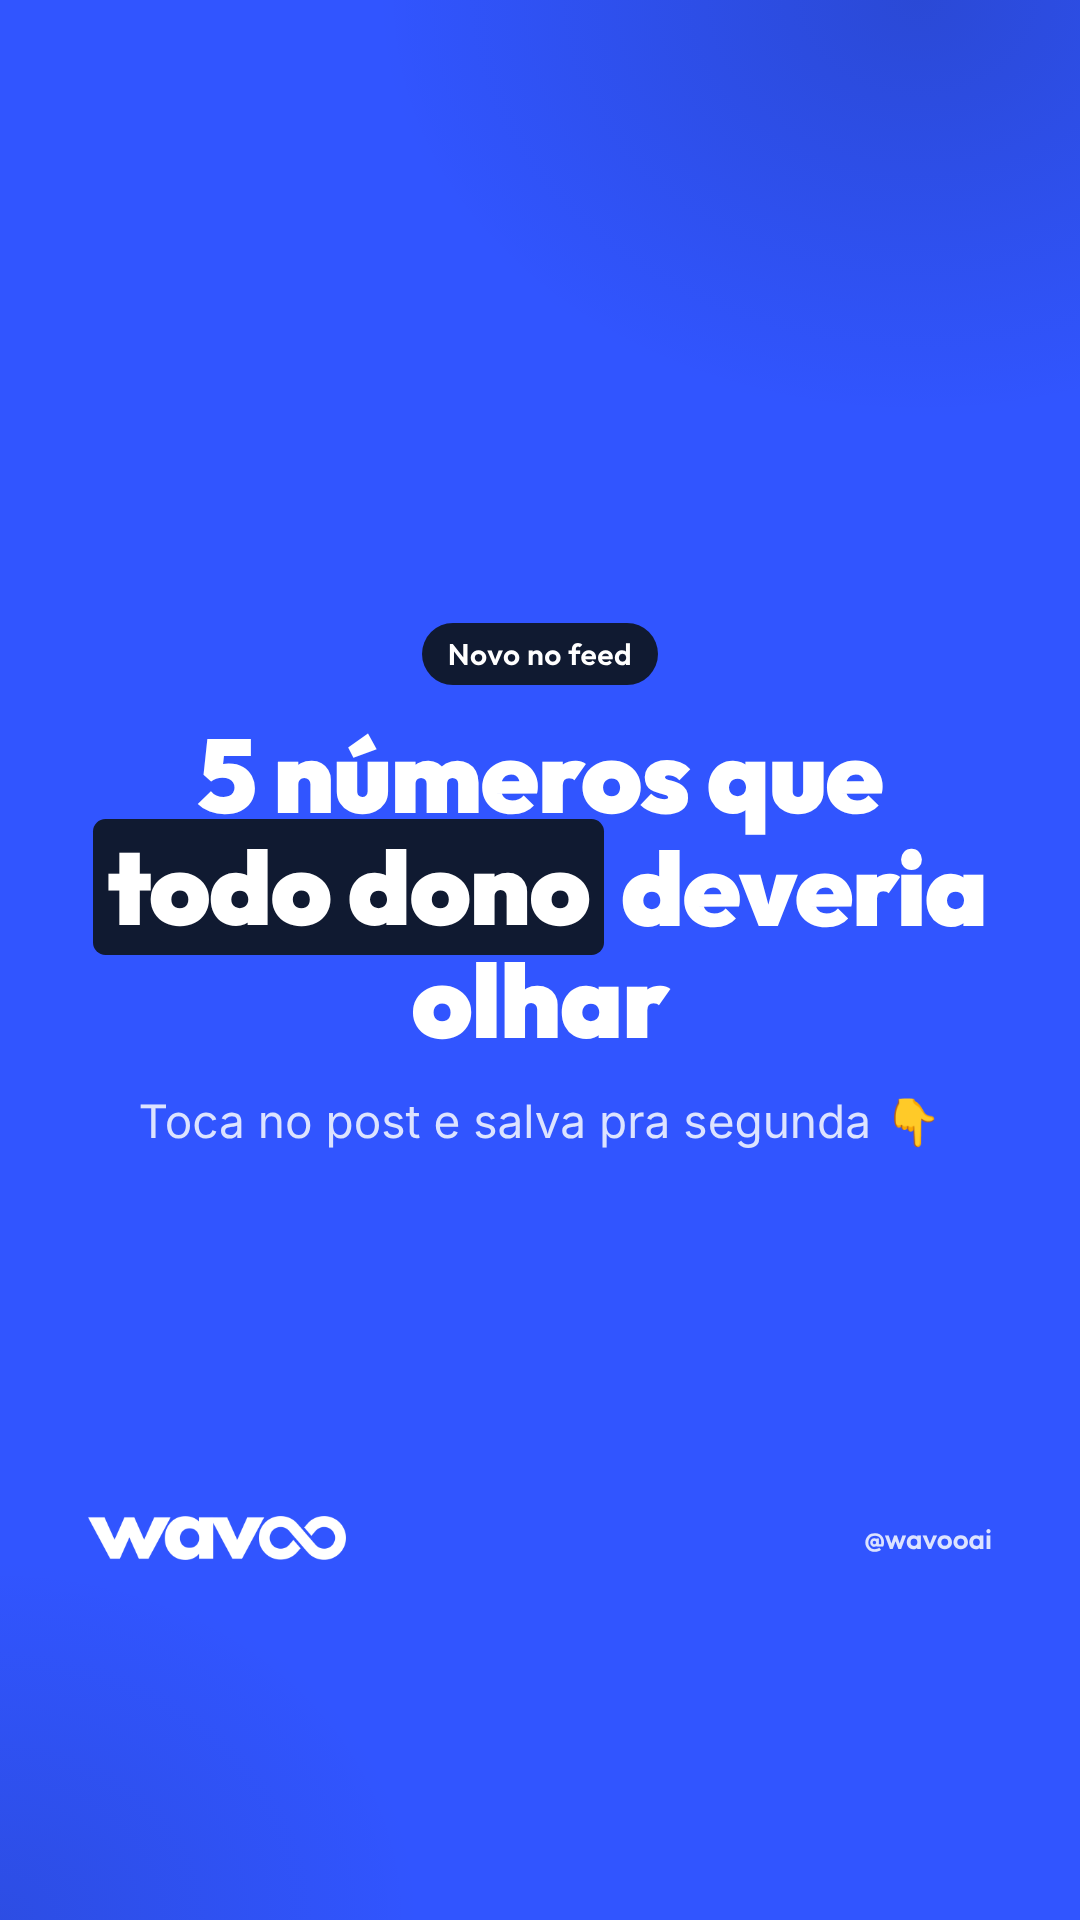 Novo no feed
5 números que
todo dono deveria
olhar
Toca no post e salva pra segunda 👇
wavoo
@wavooai